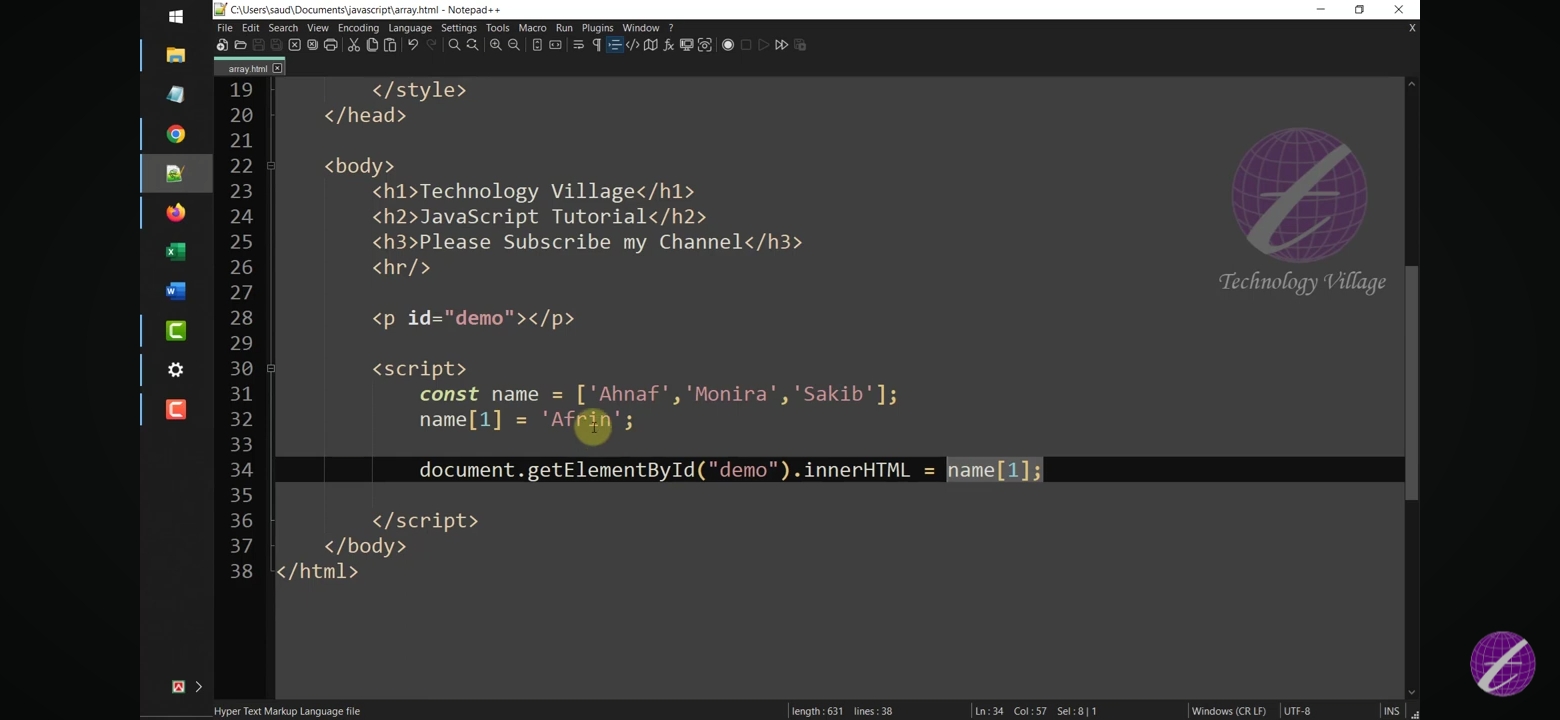 C:\Users\saud\Documents\javascript\array.html - Notepad++
File Edit Search View Encoding Language Settings Tools Macro Run Plugins Window ? X
array.html
19 </style>
20 </head>
21
22 <body>
23 <h1>Technology Village</h1>
24 <h2>JavaScript Tutorial</h2>
25 <h3>Please Subscribe my Channel</h3>
26 <hr/>
27
28 <p id="demo"></p>
29
30 <script>
31 const name = ['Ahnaf','Monira','Sakib'];
32 name[1] = 'Afrin';
33
34 document.getElementById("demo").innerHTML = name[1];
35
36 </script>
37 </body>
38 </html>
Technology Village
Hyper Text Markup Language file length : 631 lines : 38 Ln : 34 Col : 57 Sel : 8 | 1 Windows (CR LF) UTF-8 INS